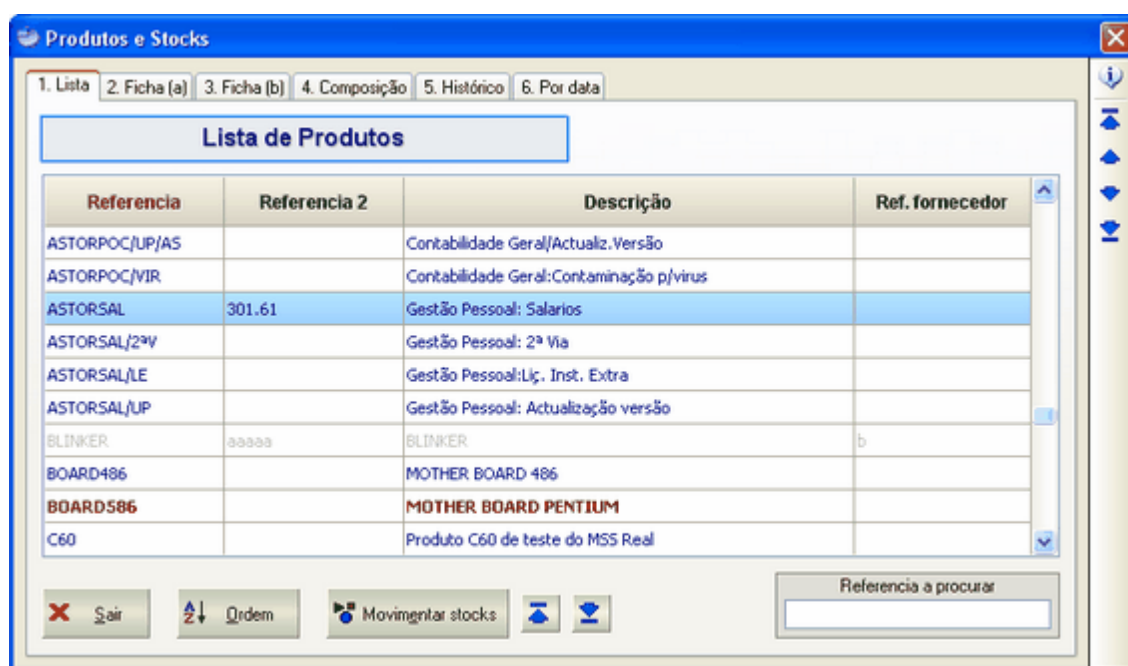 Produtos e Stocks
1. Lista 2. Ficha (a) 3. Ficha (b) 4. Composição 5. Histórico 6. Por data
Lista de Produtos
Referencia Referencia 2 Descrição Ref. fornecedor
ASTORPOC/UP/AS Contabilidade Geral/Actualiz.Versão
ASTORPOC/VIR Contabilidade Geral:Contaminação p/virus
ASTORSAL 301.61 Gestão Pessoal: Salarios
ASTORSAL/2ªV Gestão Pessoal: 2ª Via
ASTORSAL/LE Gestão Pessoal:Liç. Inst. Extra
ASTORSAL/UP Gestão Pessoal: Actualização versão
BLINKER aaaaa BLINKER b
BOARD486 MOTHER BOARD 486
BOARD586 MOTHER BOARD PENTIUM
C60 Produto C60 de teste do MSS Real
Referencia a procurar
Sair Ordem Movimentar stocks